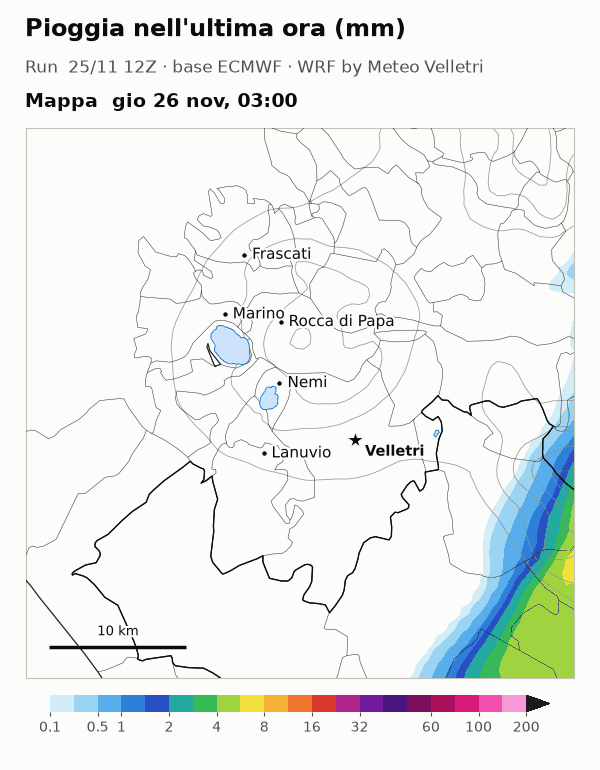 Pioggia nell'ultima ora (mm)
Run 25/11 12Z · base ECMWF · WRF by Meteo Velletri
Mappa gio 26 nov, 03:00
Frascati
Marino
Rocca di Papa
Nemi
Velletri
Lanuvio
10 km
0.1 0.5 1 2 4 8 16 32 60 100 200